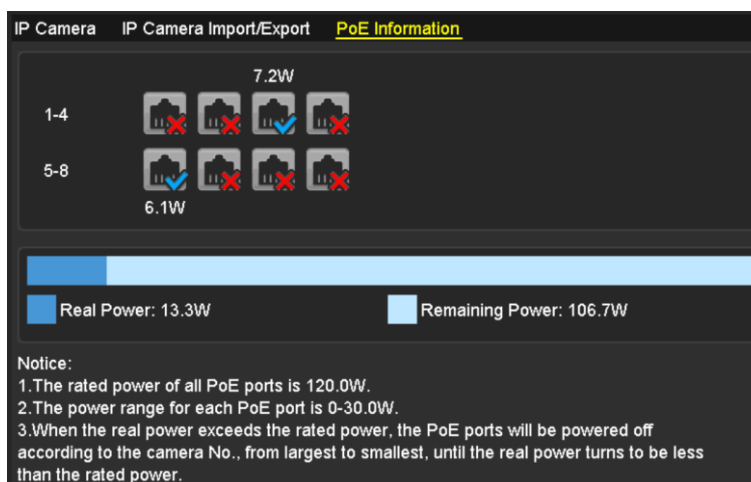 IP Camera IP Camera Import/Export PoE Information
7.2W
1-4
5-8
6.1W
Real Power: 13.3W Remaining Power: 106.7W
Notice:
1.The rated power of all PoE ports is 120.0W.
2.The power range for each PoE port is 0-30.0W.
3.When the real power exceeds the rated power, the PoE ports will be powered off
according to the camera No., from largest to smallest, until the real power turns to be less
than the rated power.